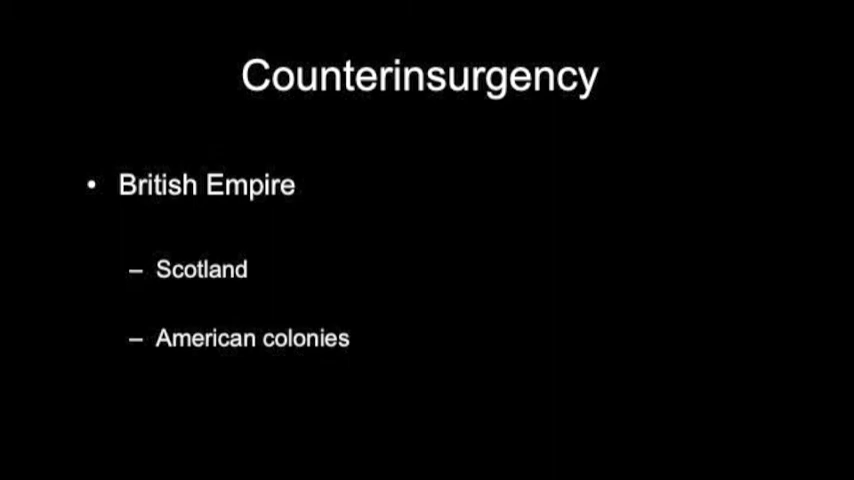 Counterinsurgency
• British Empire
– Scotland
– American colonies